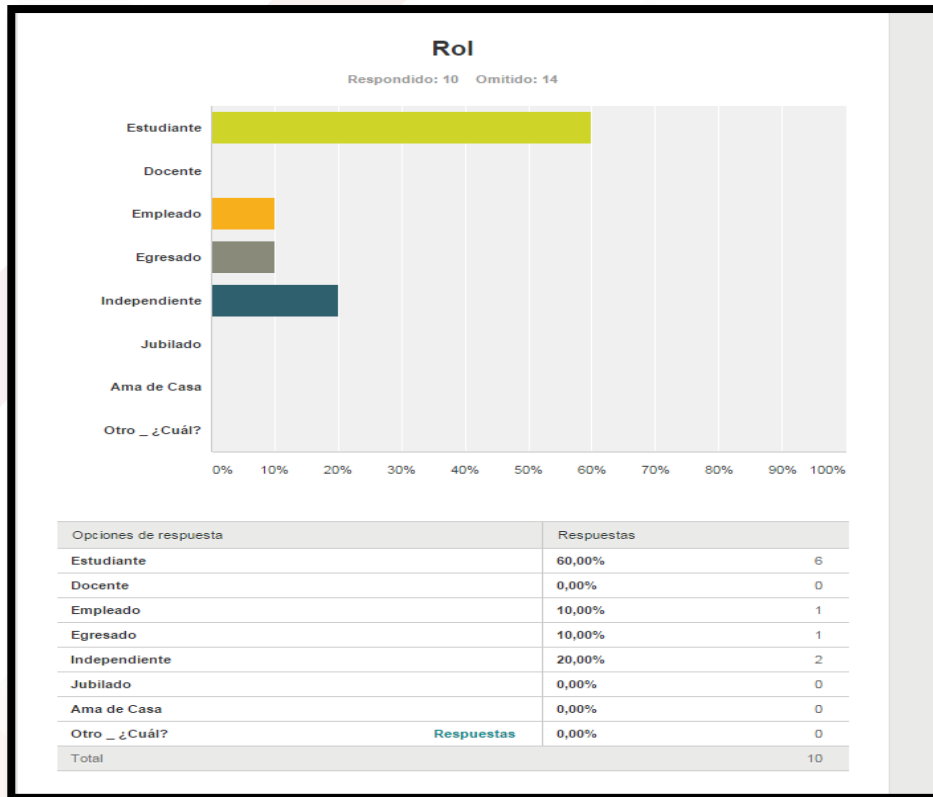 Rol
Respondido: 10 Omitido: 14
Estudiante
Docente
Empleado
Egresado
Independiente
Jubilado
Ama de Casa
Otro _ ¿Cuál?
0% 10% 20% 30% 40% 50% 60% 70% 80% 90% 100%
Opciones de respuesta Respuestas
Estudiante 60,00% 6
Docente 0,00% 0
Empleado 10,00% 1
Egresado 10,00% 1
Independiente 20,00% 2
Jubilado 0,00% 0
Ama de Casa 0,00% 0
Otro _ ¿Cuál? Respuestas 0,00% 0
Total 10